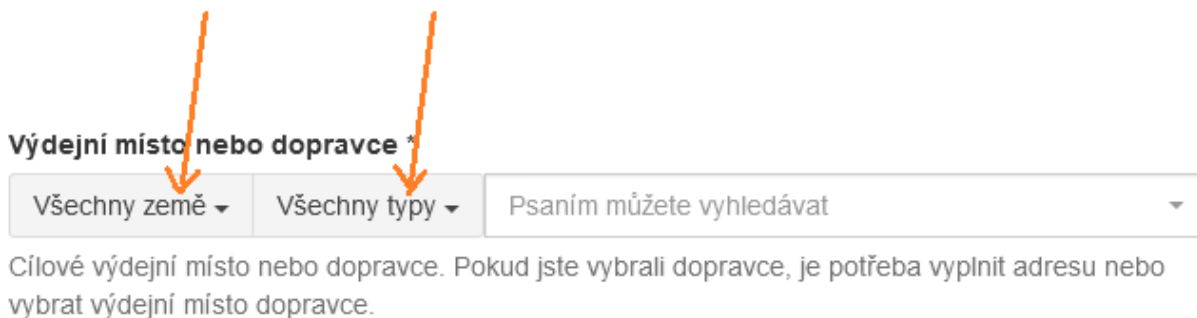 Výdejní místo nebo dopravce *
Všechny země Všechny typy Psaním můžete vyhledávat
Cílové výdejní místo nebo dopravce. Pokud jste vybrali dopravce, je potřeba vyplnit adresu nebo
vybrat výdejní místo dopravce.